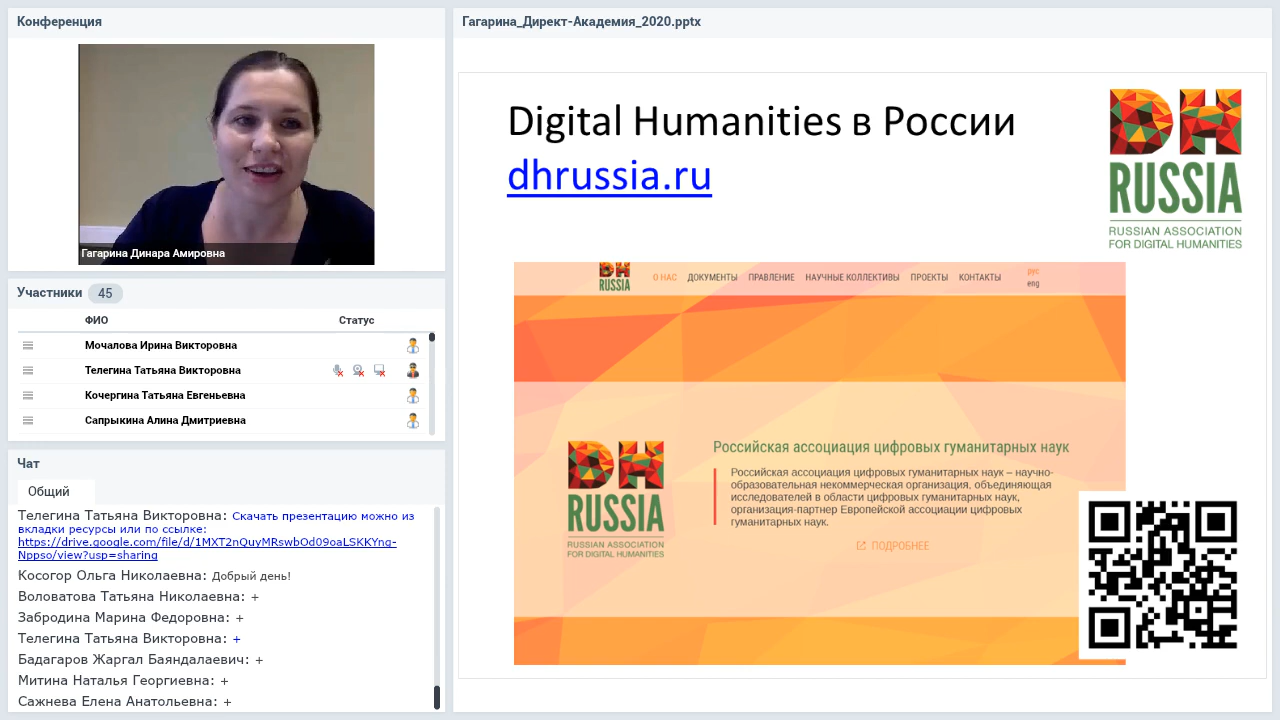 Конференция
Гагарина Динара Амировна
Участники 45
ФИО Статус
Мочалова Ирина Викторовна
Телегина Татьяна Викторовна
Кочергина Татьяна Евгеньевна
Сапрыкина Алина Дмитриевна
Чат
Общий
Телегина Татьяна Викторовна: Скачать презентацию можно из
вкладки ресурсы или по ссылке:
https://drive.google.com/file/d/1MXT2nQuyMRswbOd09oaLSKKYng-
Nppso/view?usp=sharing
Косогор Ольга Николаевна: Добрый день!
Воловатова Татьяна Николаевна: +
Забродина Марина Федоровна: +
Телегина Татьяна Викторовна: +
Бадагаров Жаргал Баяндалаевич: +
Митина Наталья Георгиевна: +
Сажнева Елена Анатольевна: +
Гагарина_Директ-Академия_2020.pptx
Digital Humanities в России
dhrussia.ru
DH
RUSSIA
RUSSIAN ASSOCIATION
FOR DIGITAL HUMANITIES
DH
RUSSIA
О НАС ДОКУМЕНТЫ ПРАВЛЕНИЕ НАУЧНЫЕ КОЛЛЕКТИВЫ ПРОЕКТЫ КОНТАКТЫ
рус
eng
DH
RUSSIA
RUSSIAN ASSOCIATION
FOR DIGITAL HUMANITIES
Российская ассоциация цифровых гуманитарных наук
Российская ассоциация цифровых гуманитарных наук – научно-
образовательная некоммерческая организация, объединяющая
исследователей в области цифровых гуманитарных наук,
организация-партнер Европейской ассоциации цифровых
гуманитарных наук.
ПОДРОБНЕЕ